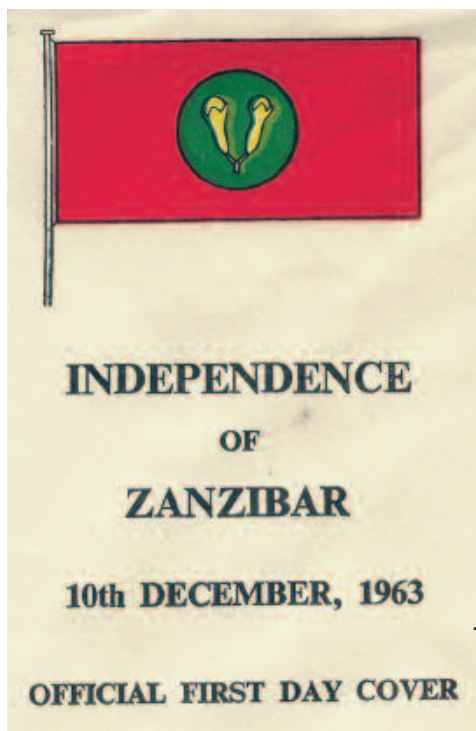 INDEPENDENCE
OF
ZANZIBAR
10th DECEMBER, 1963
OFFICIAL FIRST DAY COVER